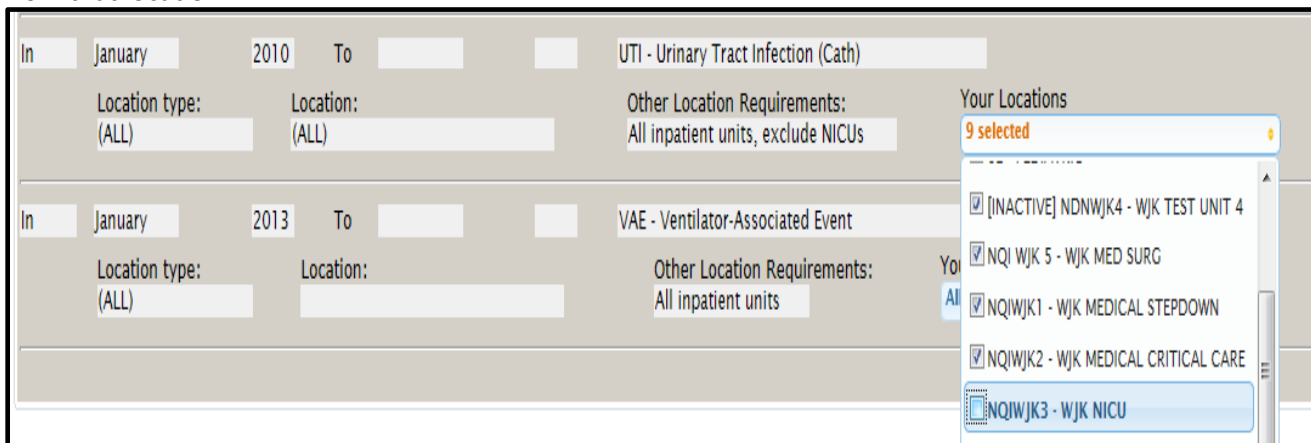 In January 2010 To UTI - Urinary Tract Infection (Cath)
Location type: Location: Other Location Requirements: Your Locations
(ALL) (ALL) All inpatient units, exclude NICUs 9 selected
[INACTIVE] NDNWJK4 - WJK TEST UNIT 4
In January 2013 To VAE - Ventilator-Associated Event
NQI WJK 5 - WJK MED SURG
Location type: Location: Other Location Requirements:
(ALL) All inpatient units All
NQIWJK1 - WJK MEDICAL STEPDOWN
NQIWJK2 - WJK MEDICAL CRITICAL CARE
NQIWJK3 - WJK NICU